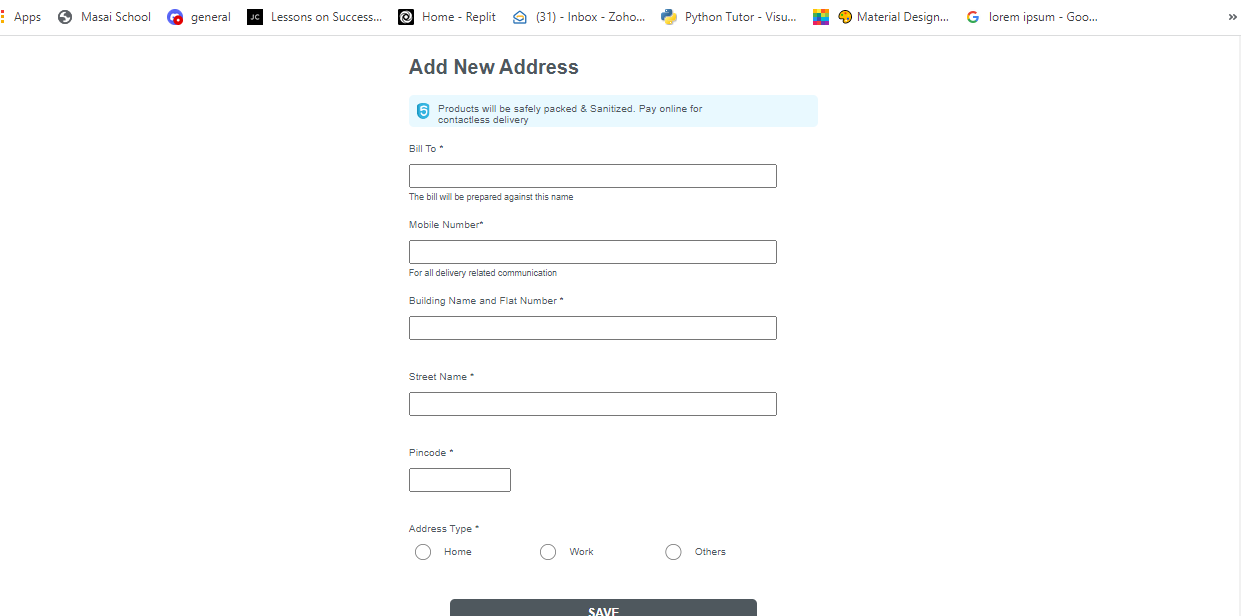 Apps Masai School general JC Lessons on Success... Home - Replit (31) - Inbox - Zoho... Python Tutor - Visu... Material Design... G lorem ipsum - Goo... »
Add New Address
Products will be safely packed & Sanitized. Pay online for
contactless delivery
Bill To *
The bill will be prepared against this name
Mobile Number*
For all delivery related communication
Building Name and Flat Number *
Street Name *
Pincode *
Address Type *
Home Work Others
SAVE